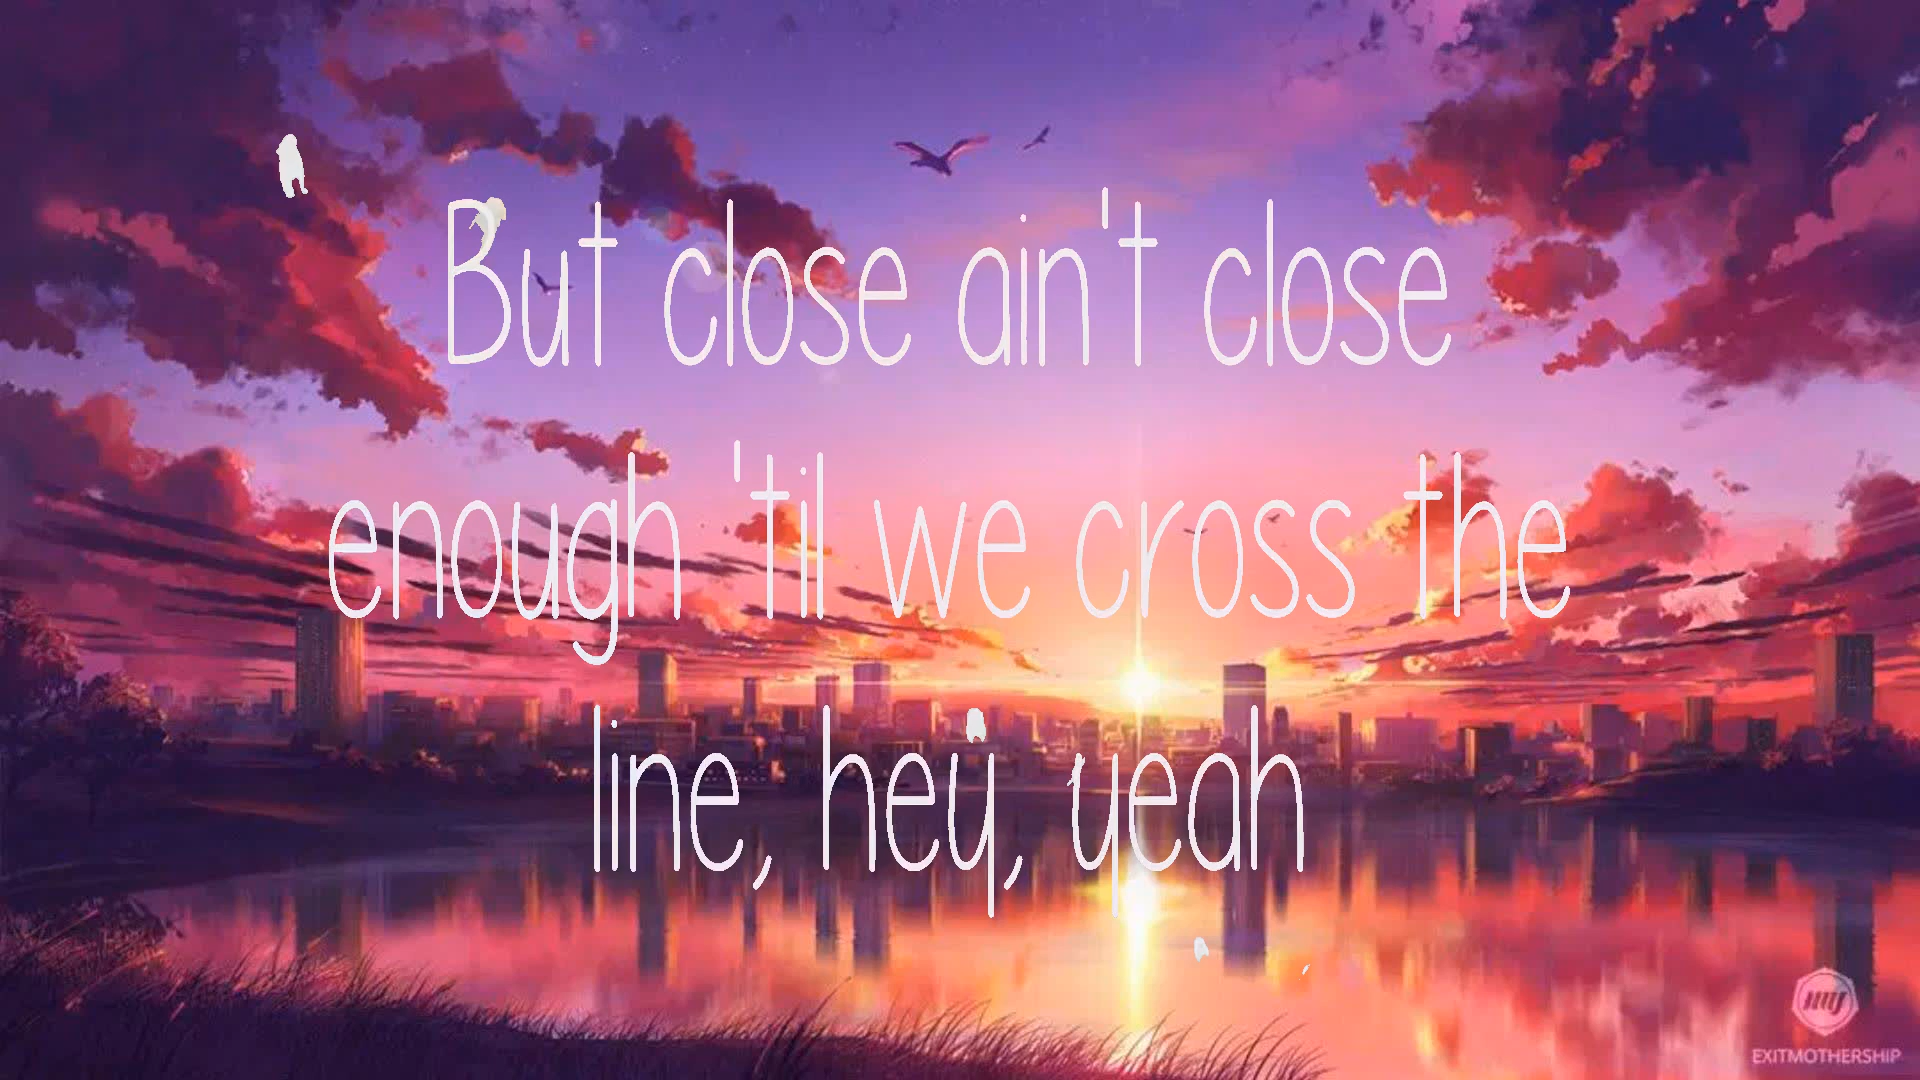 But close ain't close
enough 'til we cross the
line, hey, yeah
EXITMOTHERSHIP